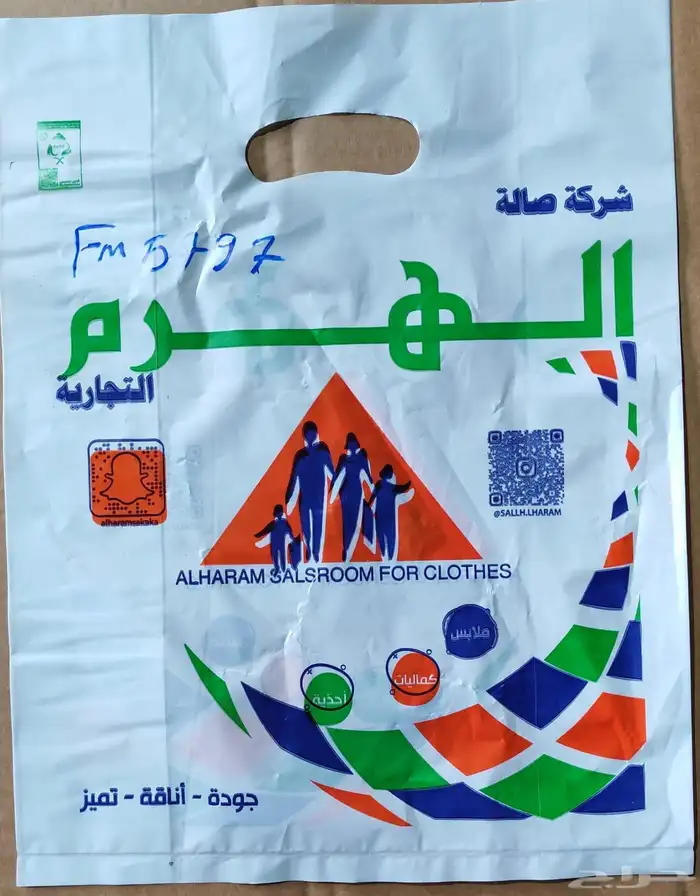 شركة صالة
Fm 5797
الهرم
التجارية
alharamsakaka
@SALLH.LHARAM
ALHARAM SALSROOM FOR CLOTHES
ملابس
كماليات
أحذية
جودة - أناقة - تميز
حراج